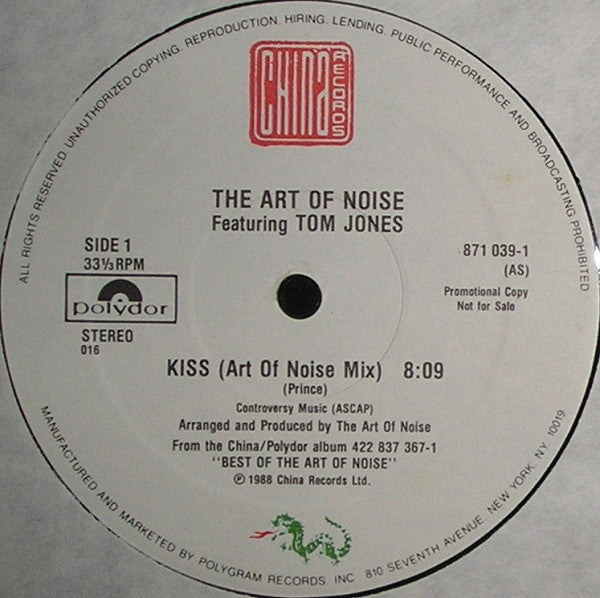 ALL RIGHTS RESERVED. UNAUTHORIZED COPYING. REPRODUCTION. HIRING. LENDING. PUBLIC PERFORMANCE AND BROADCASTING PROHIBITED
CHINA
RECORDS
THE ART OF NOISE
Featuring TOM JONES
SIDE 1
33⅓ RPM
polydor
STEREO
016
871 039-1
(AS)
Promotional Copy
Not for Sale
KISS (Art Of Noise Mix) 8:09
(Prince)
Controversy Music (ASCAP)
Arranged and Produced by The Art Of Noise
From the China/Polydor album 422 837 367-1
"BEST OF THE ART OF NOISE"
℗ 1988 China Records Ltd.
MANUFACTURED AND MARKETED BY POLYGRAM RECORDS INC 810 SEVENTH AVENUE. NEW YORK. NY. 10019